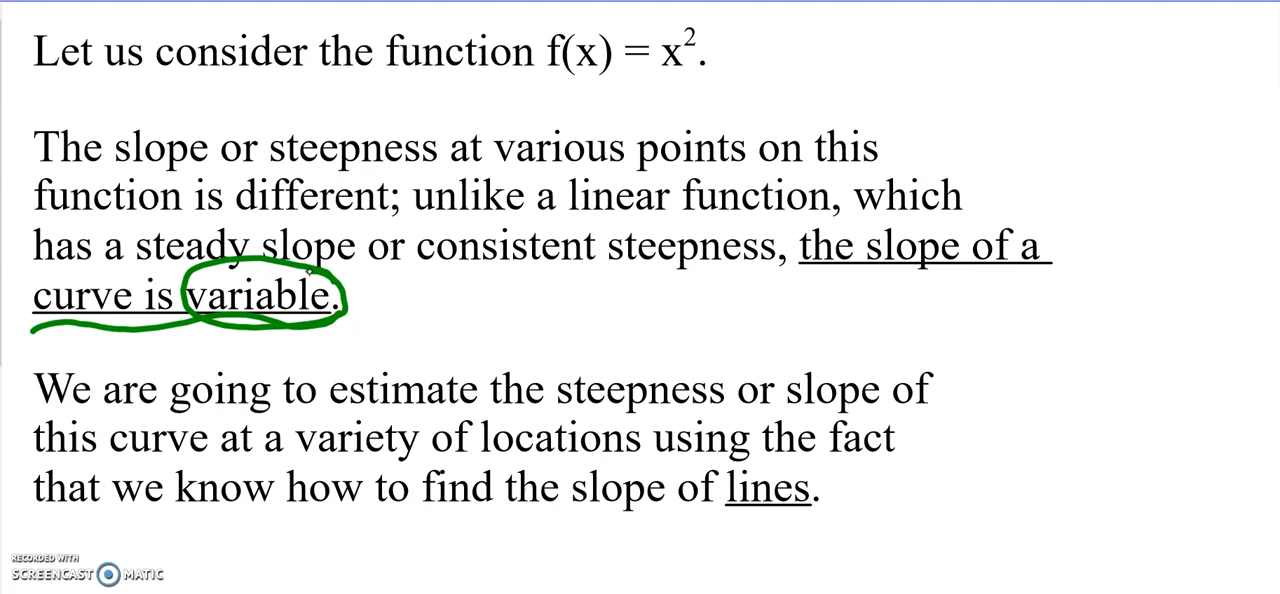 Let us consider the function f(x) = x².
The slope or steepness at various points on this
function is different; unlike a linear function, which
has a steady slope or consistent steepness, the slope of a
curve is variable.
We are going to estimate the steepness or slope of
this curve at a variety of locations using the fact
that we know how to find the slope of lines.
RECORDED WITH
SCREENCAST MATIC